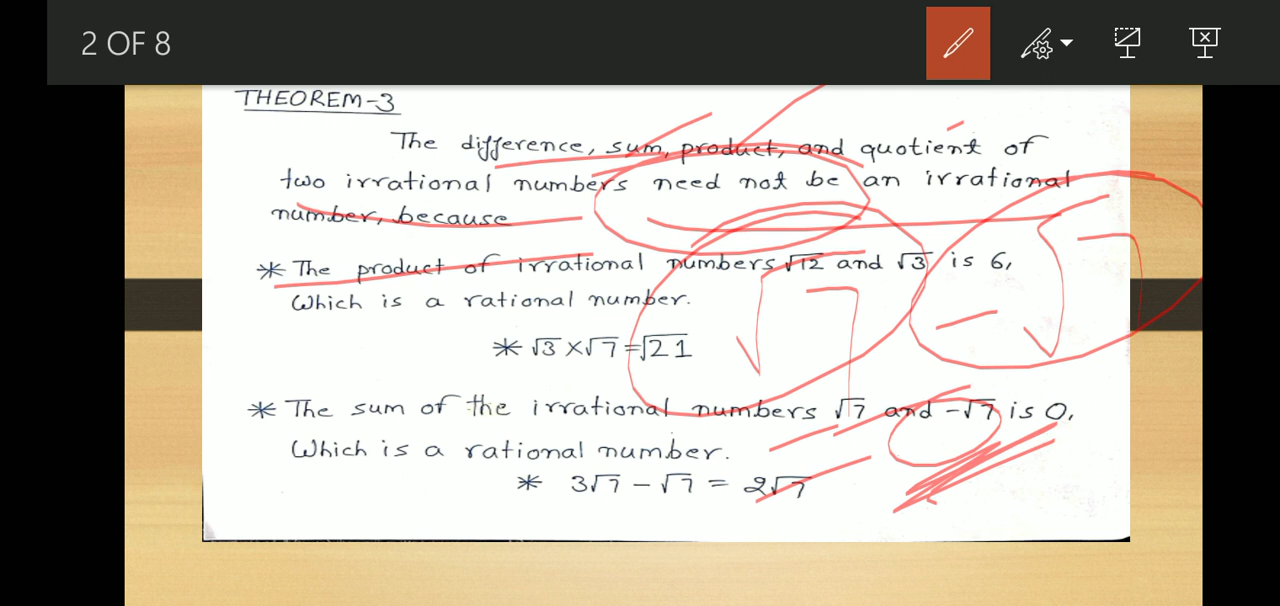 2 OF 8
THEOREM-3
The difference, sum, product, and quotient of
two irrational numbers need not be an irrational
number, because
* The product of irrational numbers √12 and √3 is 6,
Which is a rational number.
* √3 × √7 = √21
* The sum of the irrational numbers √7 and -√7 is 0,
Which is a rational number.
* 3√7 - √7 = 2√7
√7
-√7